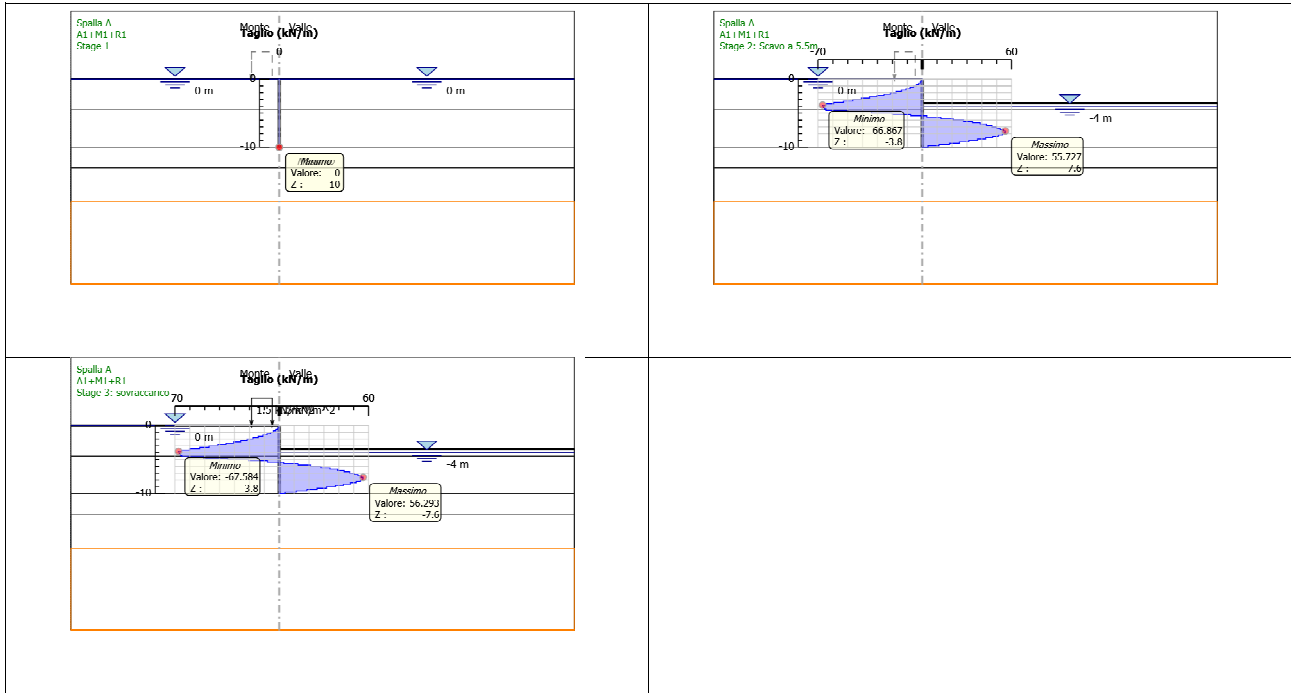 Spalla A
A1+M1+R1
Stage 1
Monte Valle
Taglio (kN/m)
0
0
0 m
0 m
-10
Valore: 0
Z : 10
Spalla A
A1+M1+R1
Stage 2: Scavo a 5.5m
Monte Valle
Taglio (kN/m)
-70
60
0
0 m
-4 m
-10
Minimo
Valore: 66.867
Z : -3.8
Massimo
Valore: 55.727
Z : 7.6
Spalla A
A1+M1+R1
Stage 3: sovraccarico
Monte Valle
Taglio (kN/m)
70
60
0
0 m
-4 m
-10
Minimo
Valore: -67.584
Z : 3.8
Massimo
Valore: 56.293
Z : -7.6